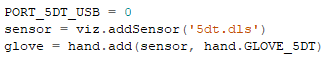 PORT_5DT_USB = 0
sensor = viz.addSensor('5dt.dls')
glove = hand.add(sensor, hand.GLOVE_5DT)